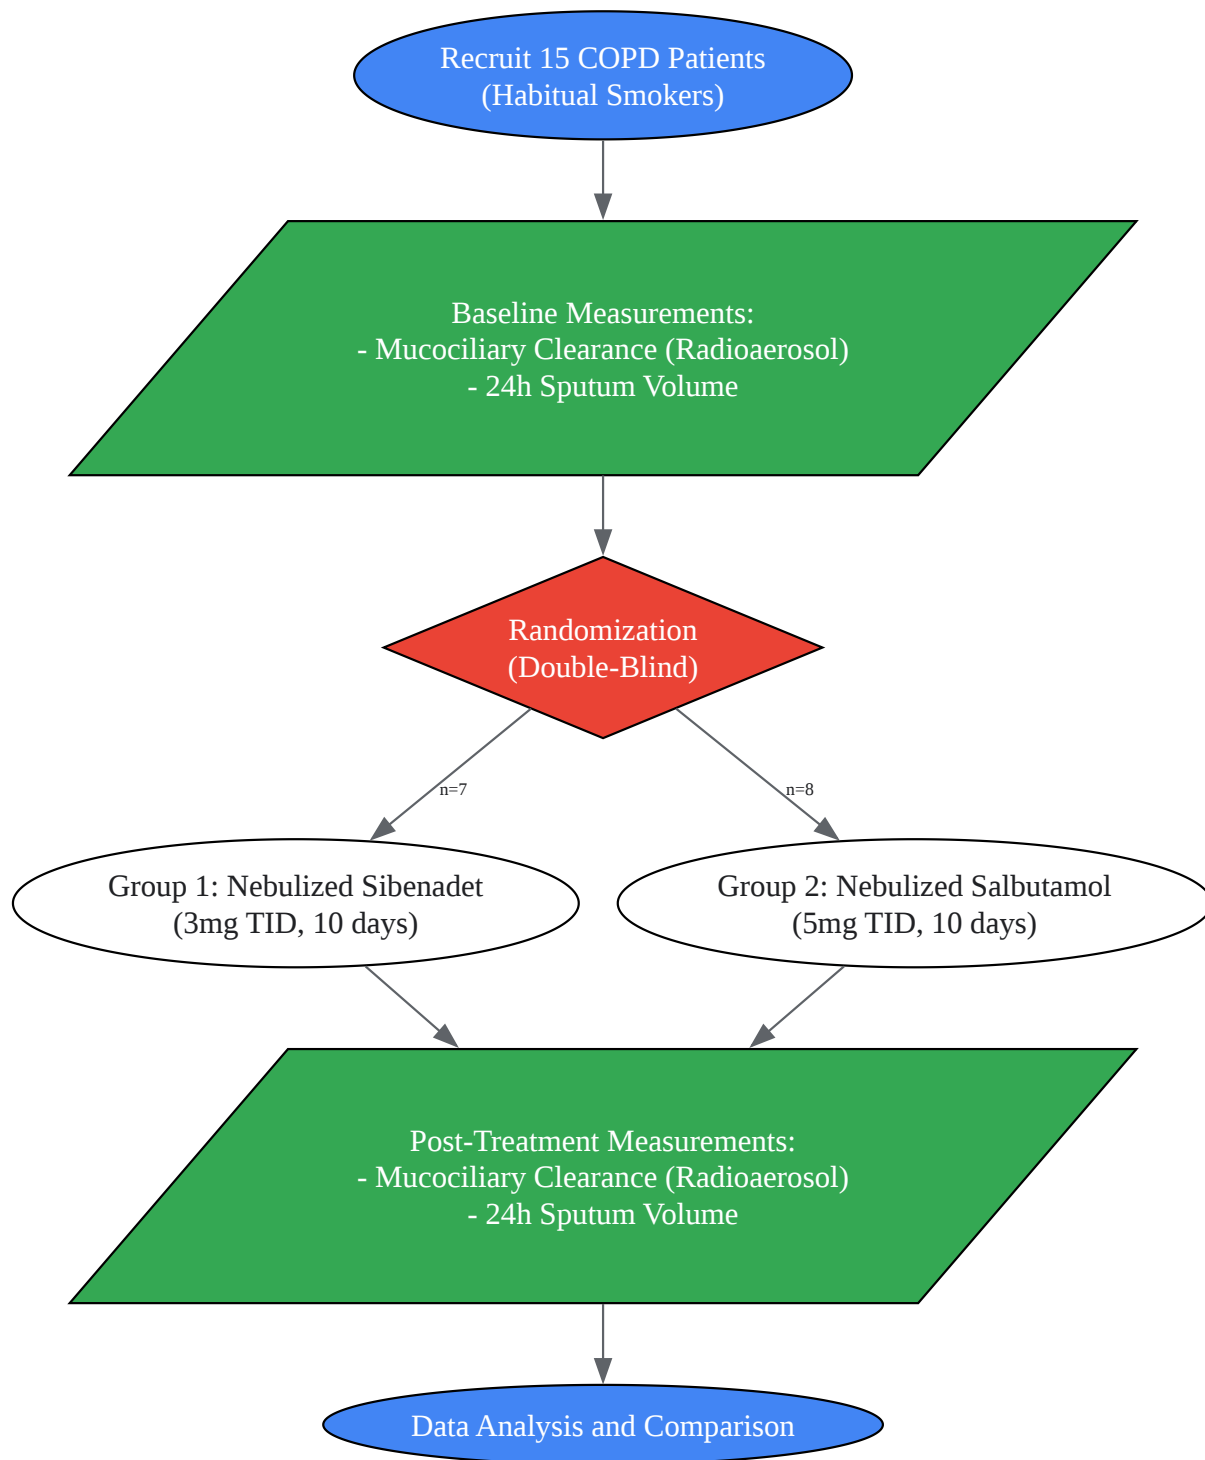 Recruit 15 COPD Patients
(Habitual Smokers)
Baseline Measurements:
- Mucociliary Clearance (Radioaerosol)
- 24h Sputum Volume
Randomization
(Double-Blind)
n=7
n=8
Group 1: Nebulized Sibenadet
(3mg TID, 10 days)
Group 2: Nebulized Salbutamol
(5mg TID, 10 days)
Post-Treatment Measurements:
- Mucociliary Clearance (Radioaerosol)
- 24h Sputum Volume
Data Analysis and Comparison